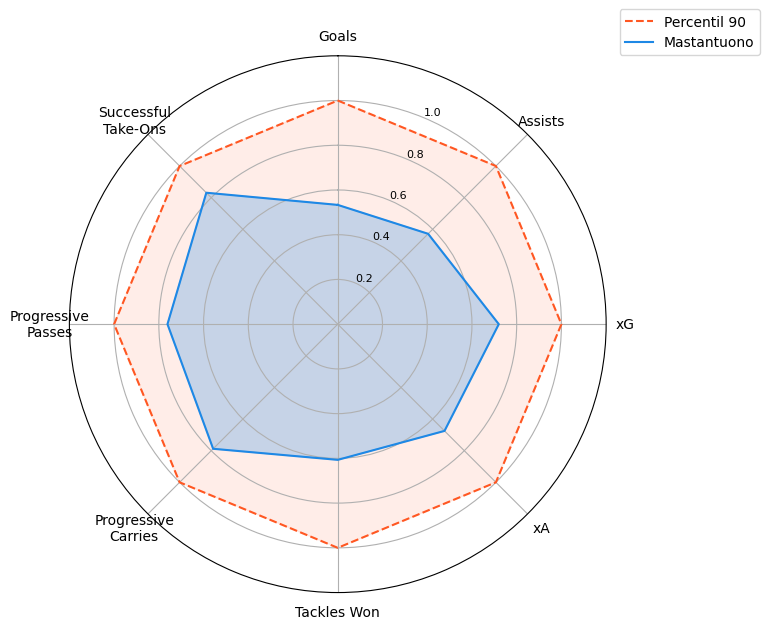 Percentil 90
Mastantuono
Goals
Successful
Take-Ons
Assists
1.0
0.8
0.6
0.4
0.2
Progressive
Passes
xG
Progressive
Carries
xA
Tackles Won